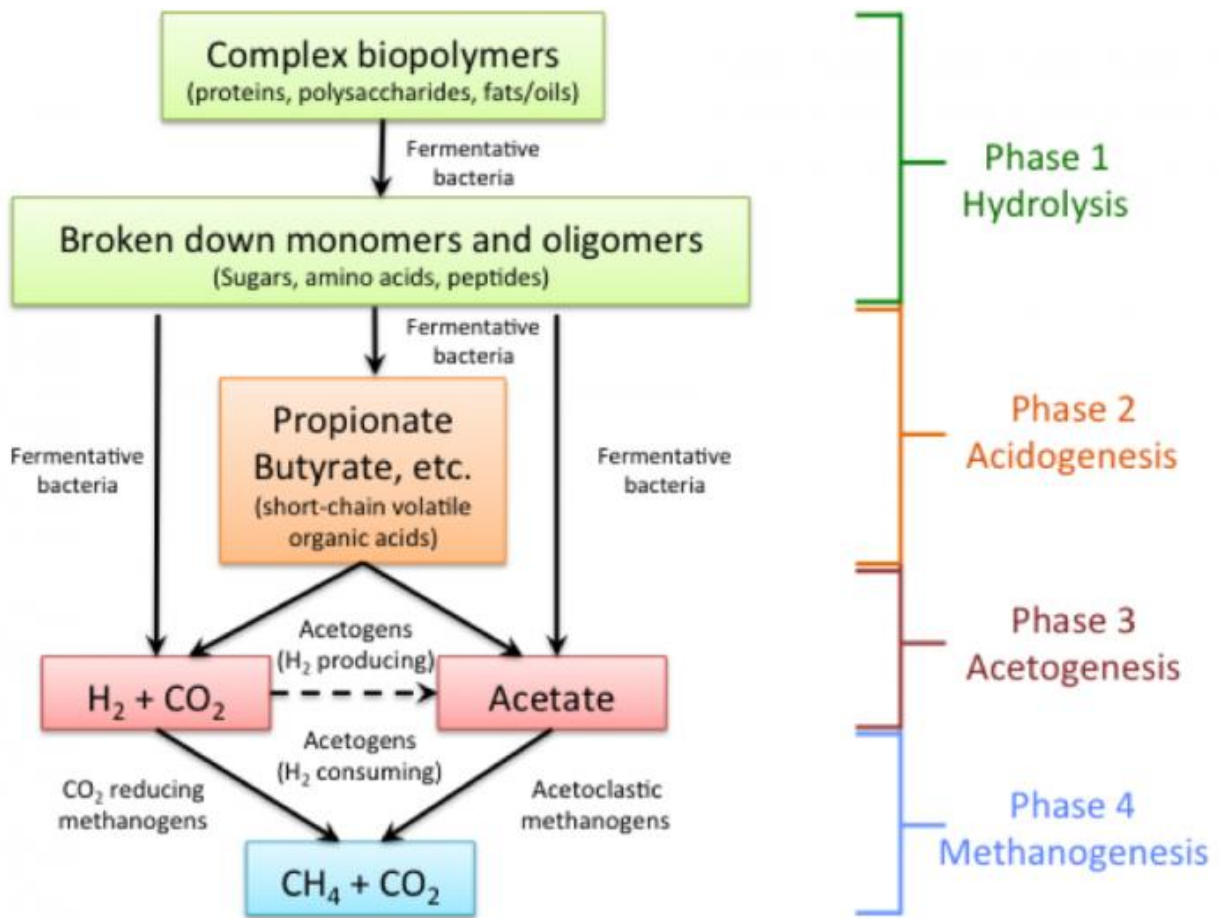 Complex biopolymers
(proteins, polysaccharides, fats/oils)
Fermentative
bacteria
Phase 1
Hydrolysis
Broken down monomers and oligomers
(Sugars, amino acids, peptides)
Fermentative
bacteria
Propionate
Butyrate, etc.
(short-chain volatile
organic acids)
Fermentative
bacteria
Fermentative
bacteria
Phase 2
Acidogenesis
Acetogens
(H₂ producing)
H₂ + CO₂
Acetate
Acetogens
(H₂ consuming)
Phase 3
Acetogenesis
CO₂ reducing
methanogens
Acetoclastic
methanogens
CH₄ + CO₂
Phase 4
Methanogenesis